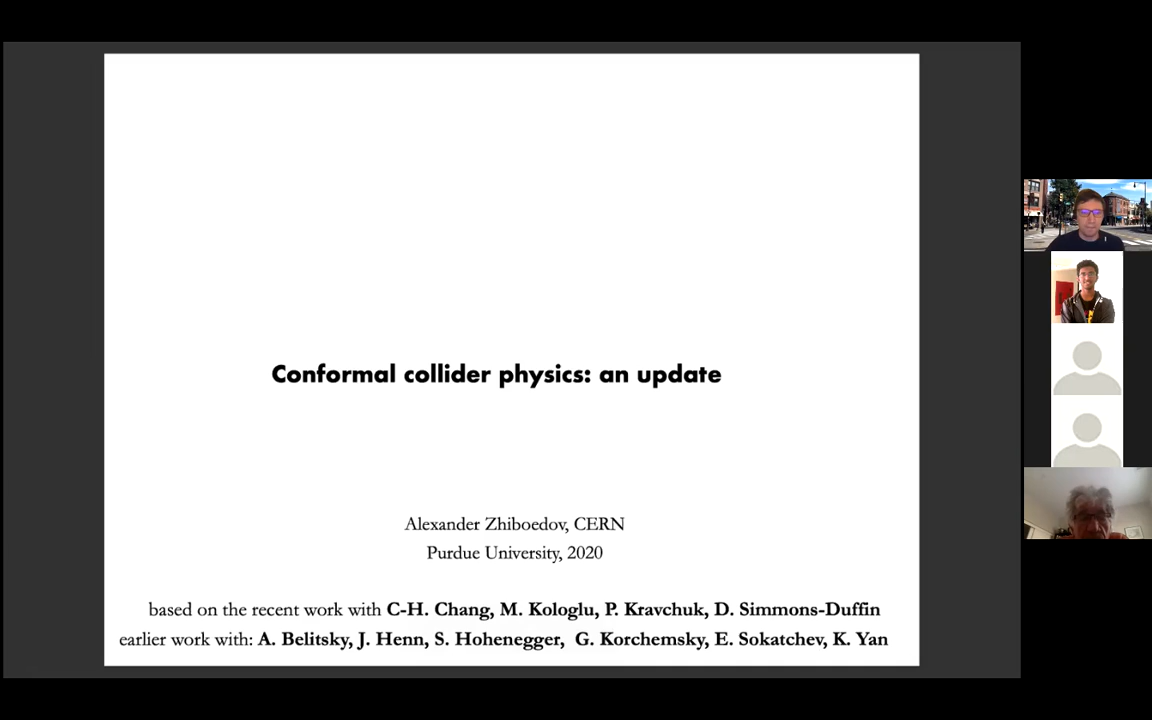 Conformal collider physics: an update
Alexander Zhiboedov, CERN
Purdue University, 2020
based on the recent work with C-H. Chang, M. Kologlu, P. Kravchuk, D. Simmons-Duffin
earlier work with: A. Belitsky, J. Henn, S. Hohenegger, G. Korchemsky, E. Sokatchev, K. Yan